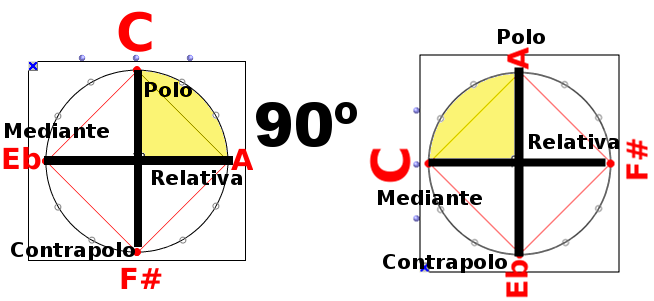 C
Polo
Mediante
Eb
A
Relativa
Contrapolo
F#
90º
Polo
A
Relativa
F#
C
Mediante
Contrapolo
Eb